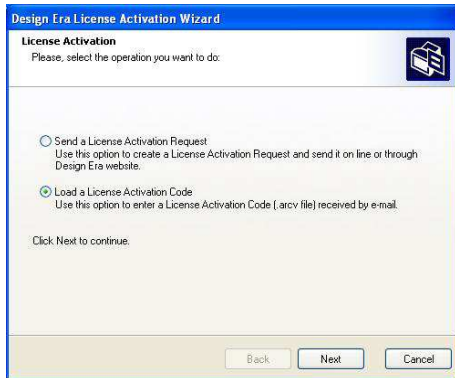 Design Era License Activation Wizard
License Activation
Please, select the operation you want to do:
Send a License Activation Request
Use this option to create a License Activation Request and send it on line or through
Design Era website.
Load a License Activation Code
Use this option to enter a License Activation Code (.arcv file) received by e-mail.
Click Next to continue.
Back Next Cancel